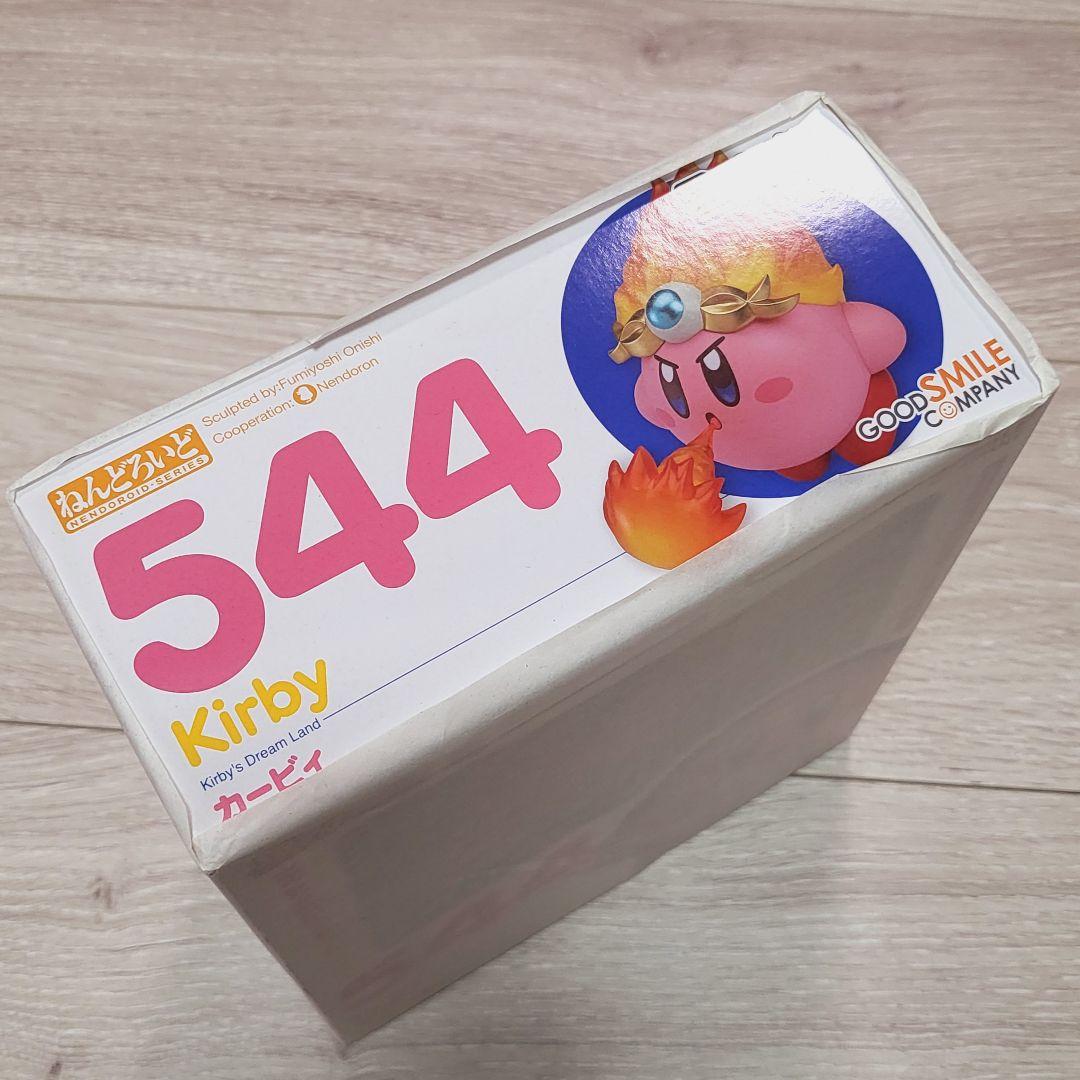 Sculpted by:Fumiyoshi Onishi
Cooperation: Nendoron
ねんどろいど
NENDOROID-SERIES
544
Kirby
Kirby's Dream Land
カービィ
GOODSMILE
COMPANY